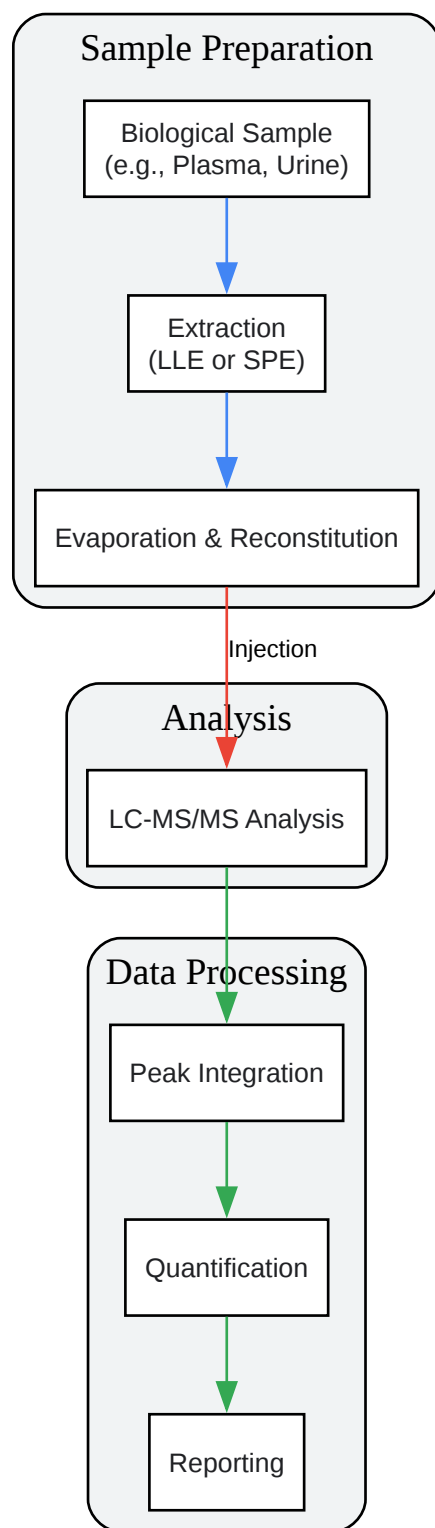 Sample Preparation
Biological Sample
(e.g., Plasma, Urine)
Extraction
(LLE or SPE)
Evaporation & Reconstitution
Injection
Analysis
LC-MS/MS Analysis
Data Processing
Peak Integration
Quantification
Reporting